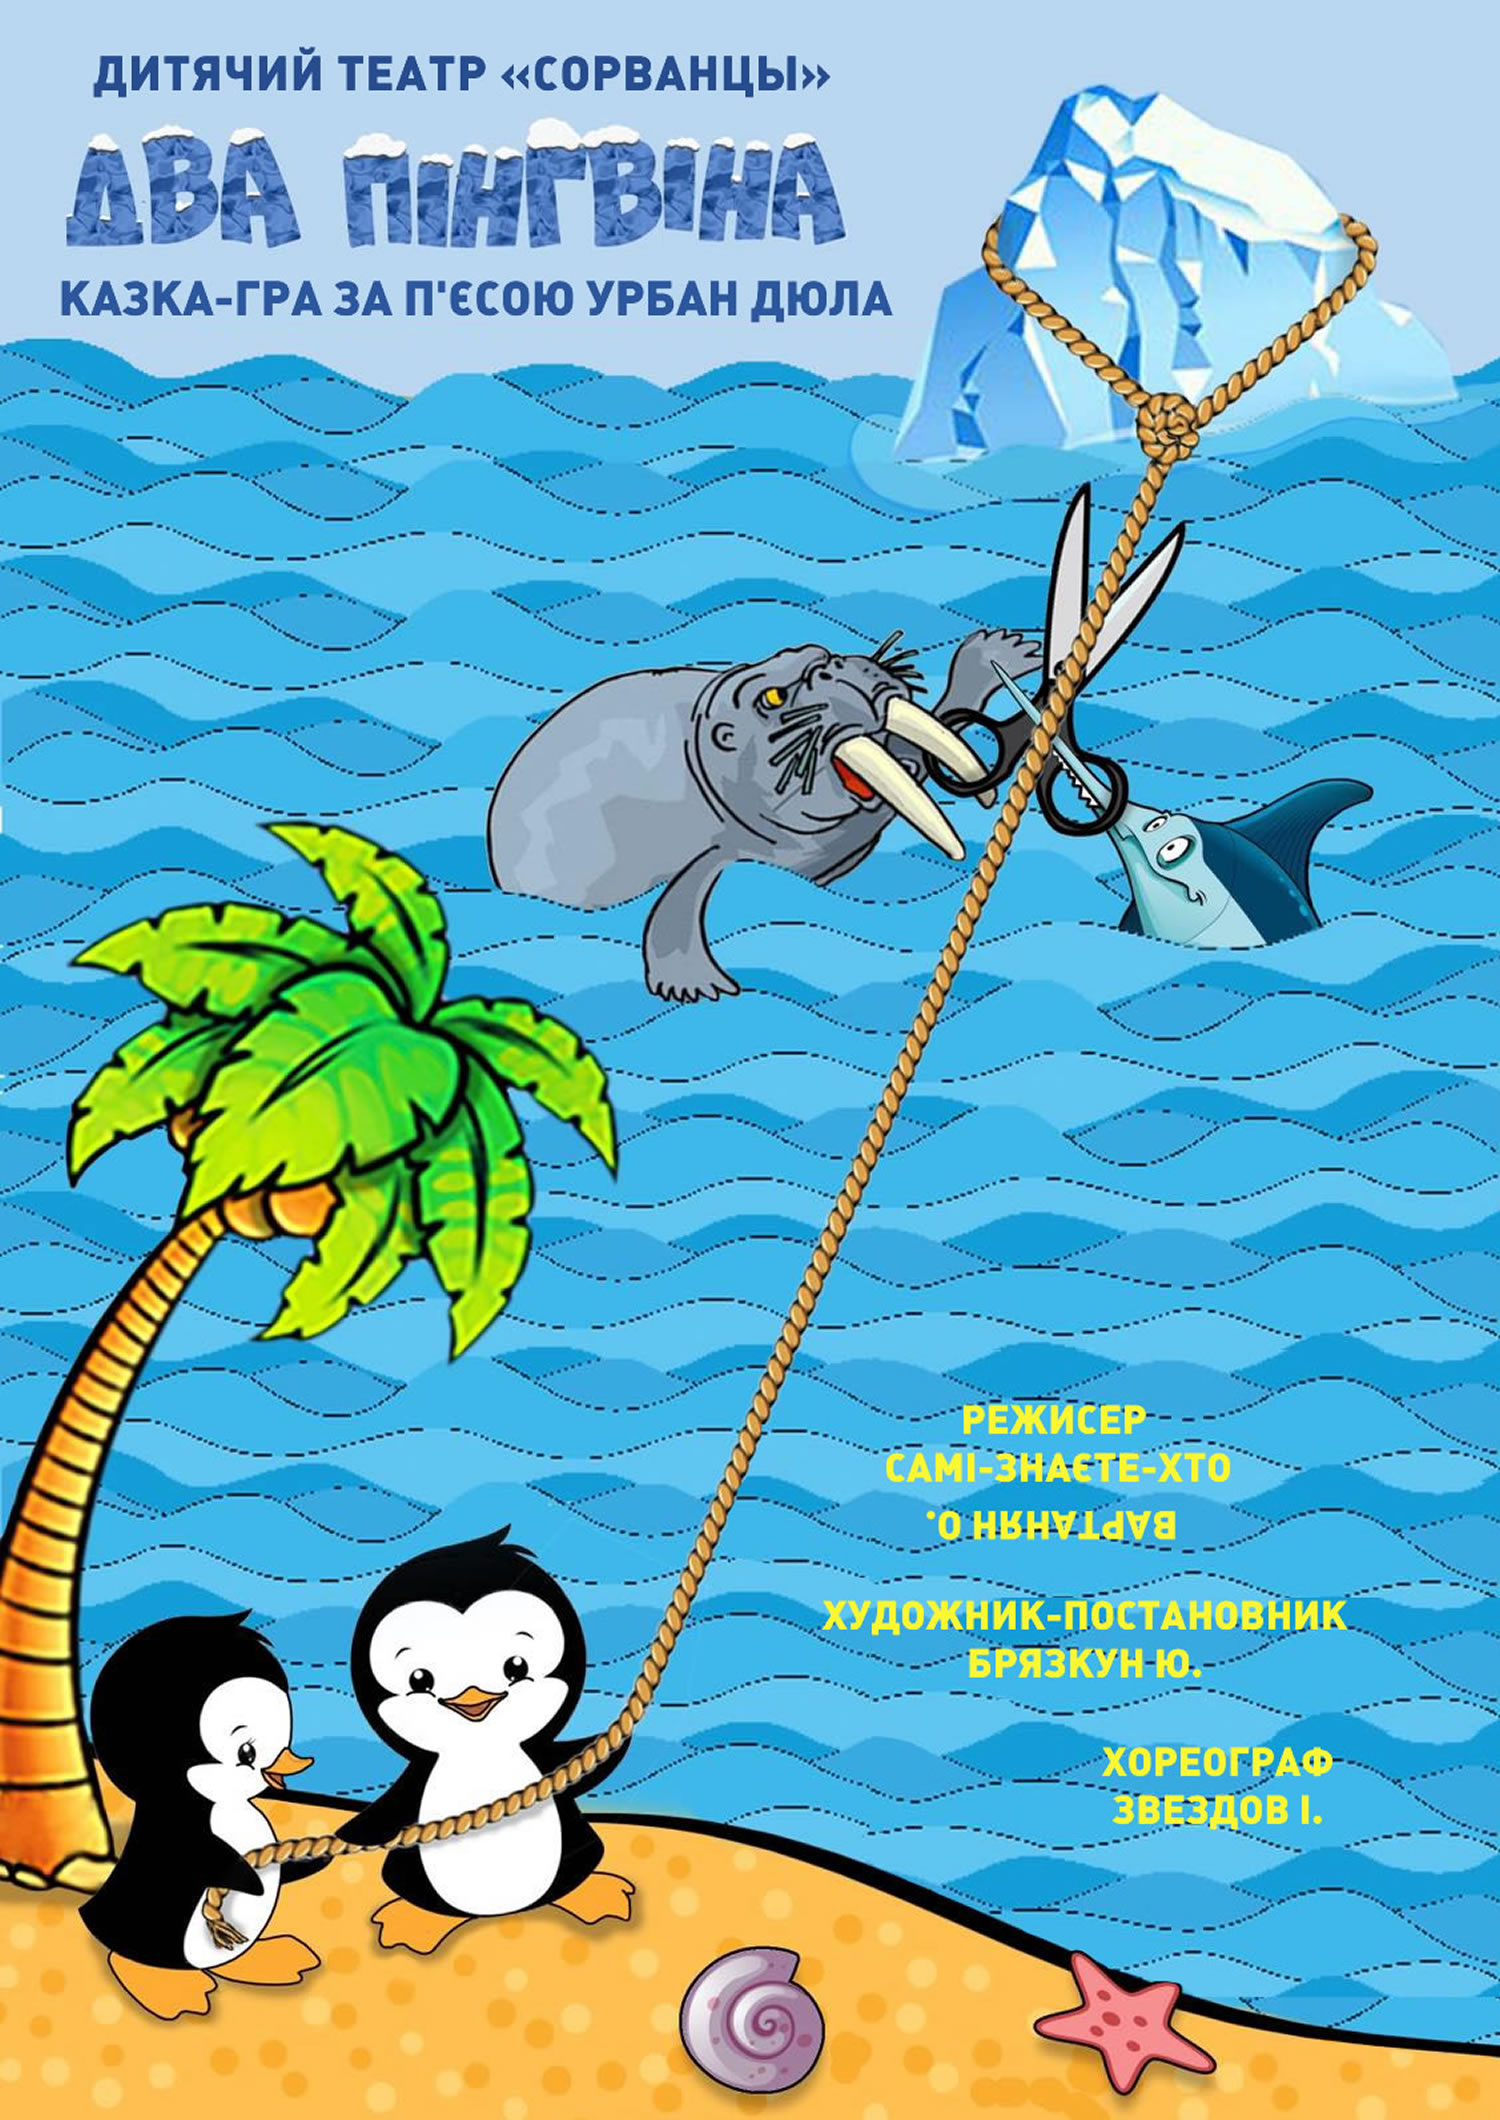 ДИТЯЧИЙ ТЕАТР «СОРВАНЦЫ»
ДВА ПІНГВІНА
КАЗКА-ГРА ЗА П'ЄСОЮ УРБАН ДЮЛА
РЕЖИСЕР
САМІ-ЗНАЄТЕ-ХТО
ВАРТАНЯН О.
ХУДОЖНИК-ПОСТАНОВНИК
БРЯЗКУН Ю.
ХОРЕОГРАФ
ЗВЕЗДОВ І.